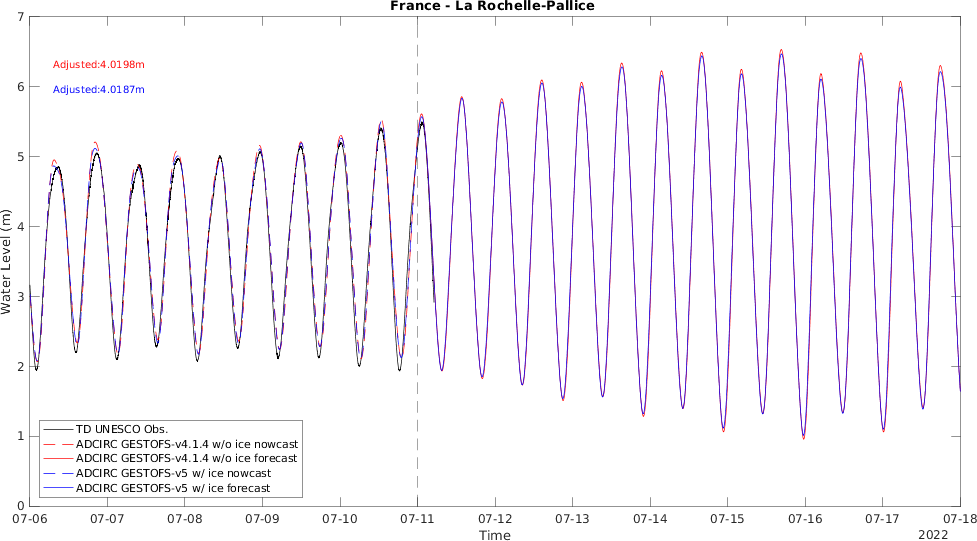 France - La Rochelle-Pallice
7
6
5
4
3
2
1
0
Water Level (m)
Adjusted:4.0198m
Adjusted:4.0187m
TD UNESCO Obs.
ADCIRC GESTOFS-v4.1.4 w/o ice nowcast
ADCIRC GESTOFS-v4.1.4 w/o ice forecast
ADCIRC GESTOFS-v5 w/ ice nowcast
ADCIRC GESTOFS-v5 w/ ice forecast
07-06 07-07 07-08 07-09 07-10 07-11 07-12 07-13 07-14 07-15 07-16 07-17 07-18
Time
2022